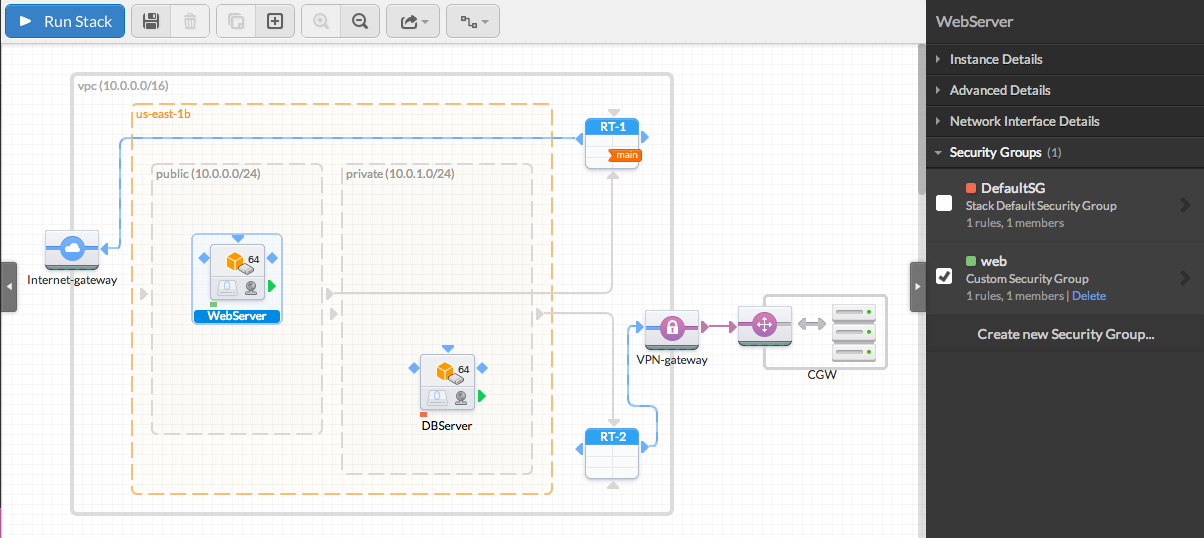 Run Stack
WebServer
Instance Details
Advanced Details
Network Interface Details
Security Groups (1)
DefaultSG
Stack Default Security Group
1 rules, 1 members
web
Custom Security Group
1 rules, 1 members | Delete
Create new Security Group...
vpc (10.0.0.0/16)
us-east-1b
RT-1
main
public (10.0.0.0/24)
private (10.0.1.0/24)
Internet-gateway
64
WebServer
VPN-gateway
CGW
64
DBServer
RT-2